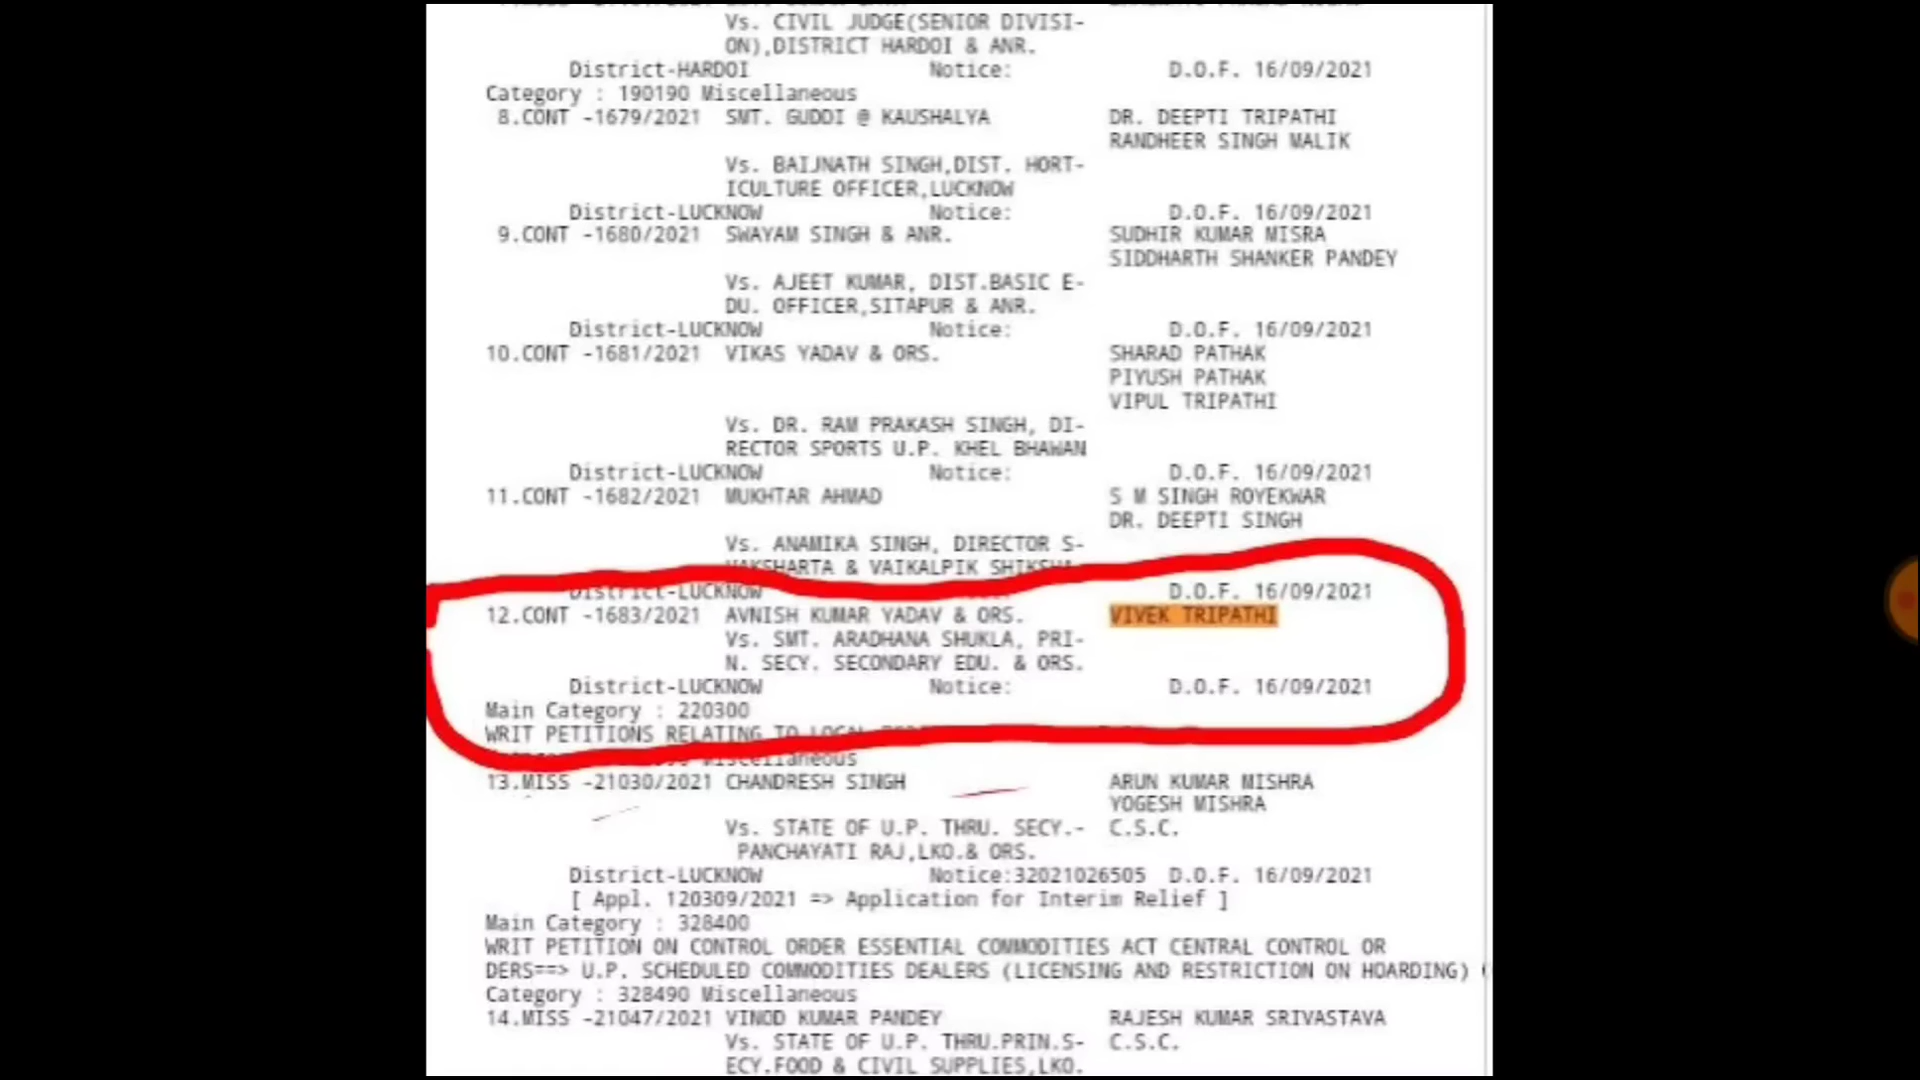 Vs. CIVIL JUDGE(SENIOR DIVISI-
ON),DISTRICT HARDOI & ANR.
District-HARDOI Notice: D.O.F. 16/09/2021
Category : 190190 Miscellaneous
8.CONT -1679/2021 SMT. GUDDI @ KAUSHALYA DR. DEEPTI TRIPATHI
RANDHEER SINGH MALIK
Vs. BAIJNATH SINGH,DIST. HORT-
ICULTURE OFFICER,LUCKNOW
District-LUCKNOW Notice: D.O.F. 16/09/2021
9.CONT -1680/2021 SWAYAM SINGH & ANR. SUDHIR KUMAR MISRA
SIDDHARTH SHANKER PANDEY
Vs. AJEET KUMAR, DIST.BASIC E-
DU. OFFICER,SITAPUR & ANR.
District-LUCKNOW Notice: D.O.F. 16/09/2021
10.CONT -1681/2021 VIKAS YADAV & ORS. SHARAD PATHAK
PIYUSH PATHAK
VIPUL TRIPATHI
Vs. DR. RAM PRAKASH SINGH, DI-
RECTOR SPORTS U.P. KHEL BHAWAN
District-LUCKNOW Notice: D.O.F. 16/09/2021
11.CONT -1682/2021 MUKHTAR AHMAD S M SINGH ROYEKWAR
DR. DEEPTI SINGH
Vs. ANAMIKA SINGH, DIRECTOR S-
& VAIKALPIK
District-LUCKNOW D.O.F. 16/09/2021
12.CONT -1683/2021 AVNISH KUMAR YADAV & ORS. VIVEK TRIPATHI
Vs. SMT. ARADHANA SHUKLA, PRI-
N. SECY. SECONDARY EDU. & ORS.
District-LUCKNOW Notice: D.O.F. 16/09/2021
Main Category : 220300
WRIT PETITIONS RELATING TO LOCAL
Miscellaneous
13.MISS -21030/2021 CHANDRESH SINGH ARUN KUMAR MISHRA
YOGESH MISHRA
Vs. STATE OF U.P. THRU. SECY.- C.S.C.
PANCHAYATI RAJ,LKO.& ORS.
District-LUCKNOW Notice:32021026505 D.O.F. 16/09/2021
[ Appl. 120309/2021 => Application for Interim Relief ]
Main Category : 328400
WRIT PETITION ON CONTROL ORDER ESSENTIAL COMMODITIES ACT CENTRAL CONTROL OR
DERS==> U.P. SCHEDULED COMMODITIES DEALERS (LICENSING AND RESTRICTION ON HOARDING)
Category : 328490 Miscellaneous
14.MISS -21047/2021 VINOD KUMAR PANDEY RAJESH KUMAR SRIVASTAVA
Vs. STATE OF U.P. THRU.PRIN.S- C.S.C.
ECY.FOOD & CIVIL SUPPLIES,LKO.